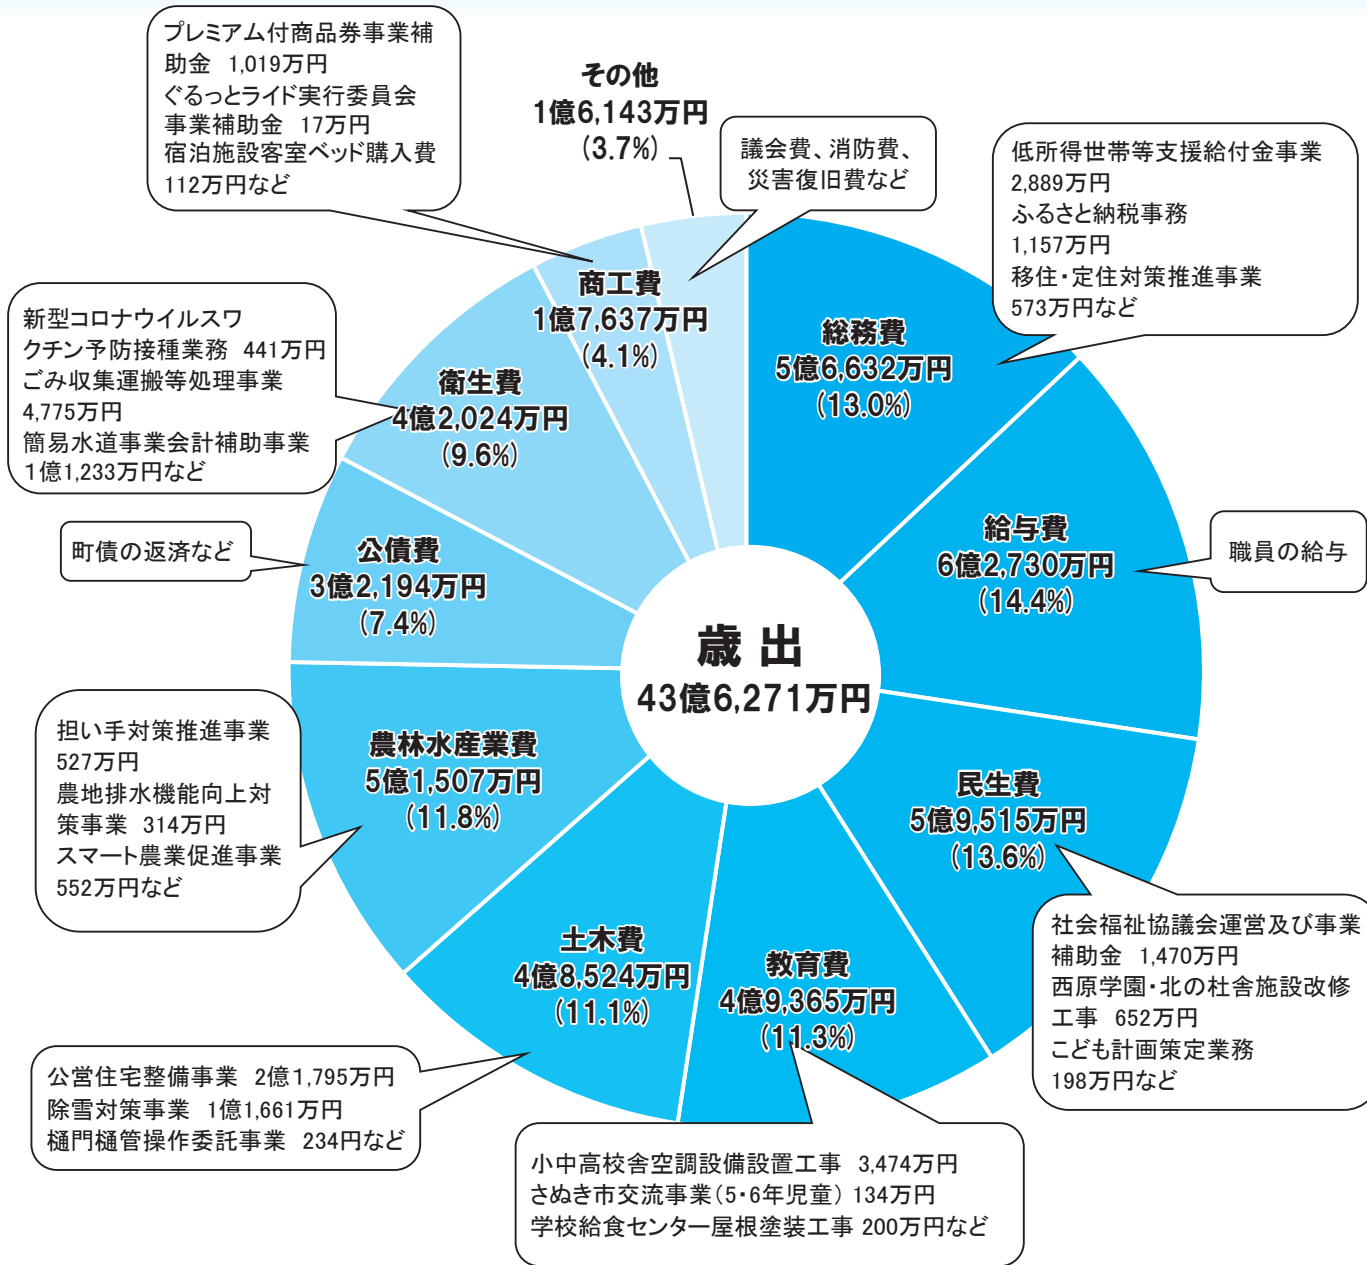 プレミアム付商品券事業補
助金 1,019万円
ぐるっとライド実行委員会
事業補助金 17万円
宿泊施設客室ベッド購入費
112万円など
その他
1億6,143万円
(3.7%)
議会費、消防費、
災害復旧費など
低所得世帯等支援給付金事業
2,889万円
ふるさと納税事務
1,157万円
移住・定住対策推進事業
573万円など
商工費
1億7,637万円
(4.1%)
総務費
5億6,632万円
(13.0%)
新型コロナウイルスワ
クチン予防接種業務 441万円
ごみ収集運搬等処理事業
4,775万円
簡易水道事業会計補助事業
1億1,233万円など
衛生費
4億2,024万円
(9.6%)
給与費
6億2,730万円
(14.4%)
職員の給与
町債の返済など
公債費
3億2,194万円
(7.4%)
歳出
43億6,271万円
担い手対策推進事業
527万円
農地排水機能向上対
策事業 314万円
スマート農業促進事業
552万円など
農林水産業費
5億1,507万円
(11.8%)
民生費
5億9,515万円
(13.6%)
社会福祉協議会運営及び事業
補助金 1,470万円
西原学園・北の杜舎施設改修
工事 652万円
こども計画策定業務
198万円など
土木費
4億8,524万円
(11.1%)
教育費
4億9,365万円
(11.3%)
公営住宅整備事業 2億1,795万円
除雪対策事業 1億1,661万円
樋門樋管操作委託事業 234円など
小中高校舎空調設備設置工事 3,474万円
さぬき市交流事業(5・6年児童) 134万円
学校給食センター屋根塗装工事 200万円など